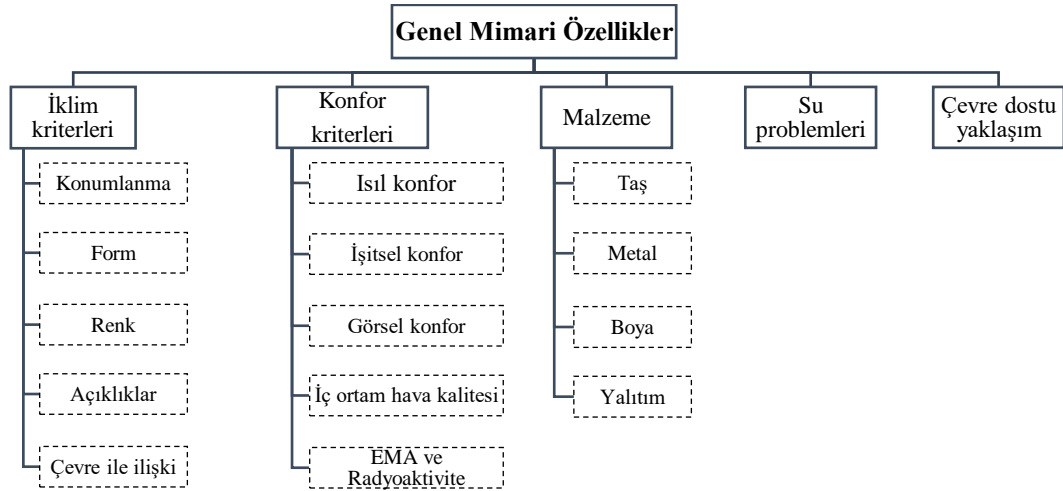 Genel Mimari Özellikler
İklim
kriterleri
Konumlanma
Form
Renk
Açıklıklar
Çevre ile ilişki
Konfor
kriterleri
Isıl konfor
İşitsel konfor
Görsel konfor
İç ortam hava kalitesi
EMA ve
Radyoaktivite
Malzeme
Taş
Metal
Boya
Yalıtım
Su
problemleri
Çevre dostu
yaklaşım